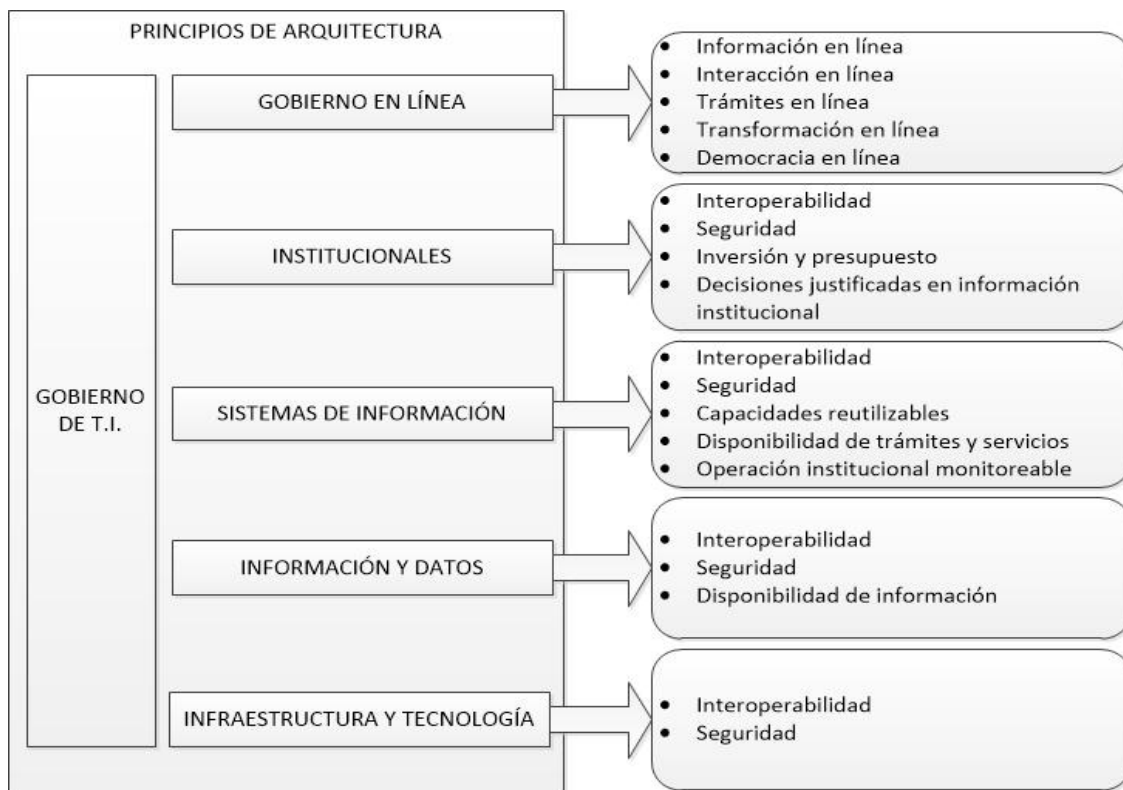 PRINCIPIOS DE ARQUITECTURA
GOBIERNO
DE T.I.
GOBIERNO EN LÍNEA
• Información en línea
• Interacción en línea
• Trámites en línea
• Transformación en línea
• Democracia en línea
INSTITUCIONALES
• Interoperabilidad
• Seguridad
• Inversión y presupuesto
• Decisiones justificadas en información
institucional
SISTEMAS DE INFORMACIÓN
• Interoperabilidad
• Seguridad
• Capacidades reutilizables
• Disponibilidad de trámites y servicios
• Operación institucional monitoreable
INFORMACIÓN Y DATOS
• Interoperabilidad
• Seguridad
• Disponibilidad de información
INFRAESTRUCTURA Y TECNOLOGÍA
• Interoperabilidad
• Seguridad